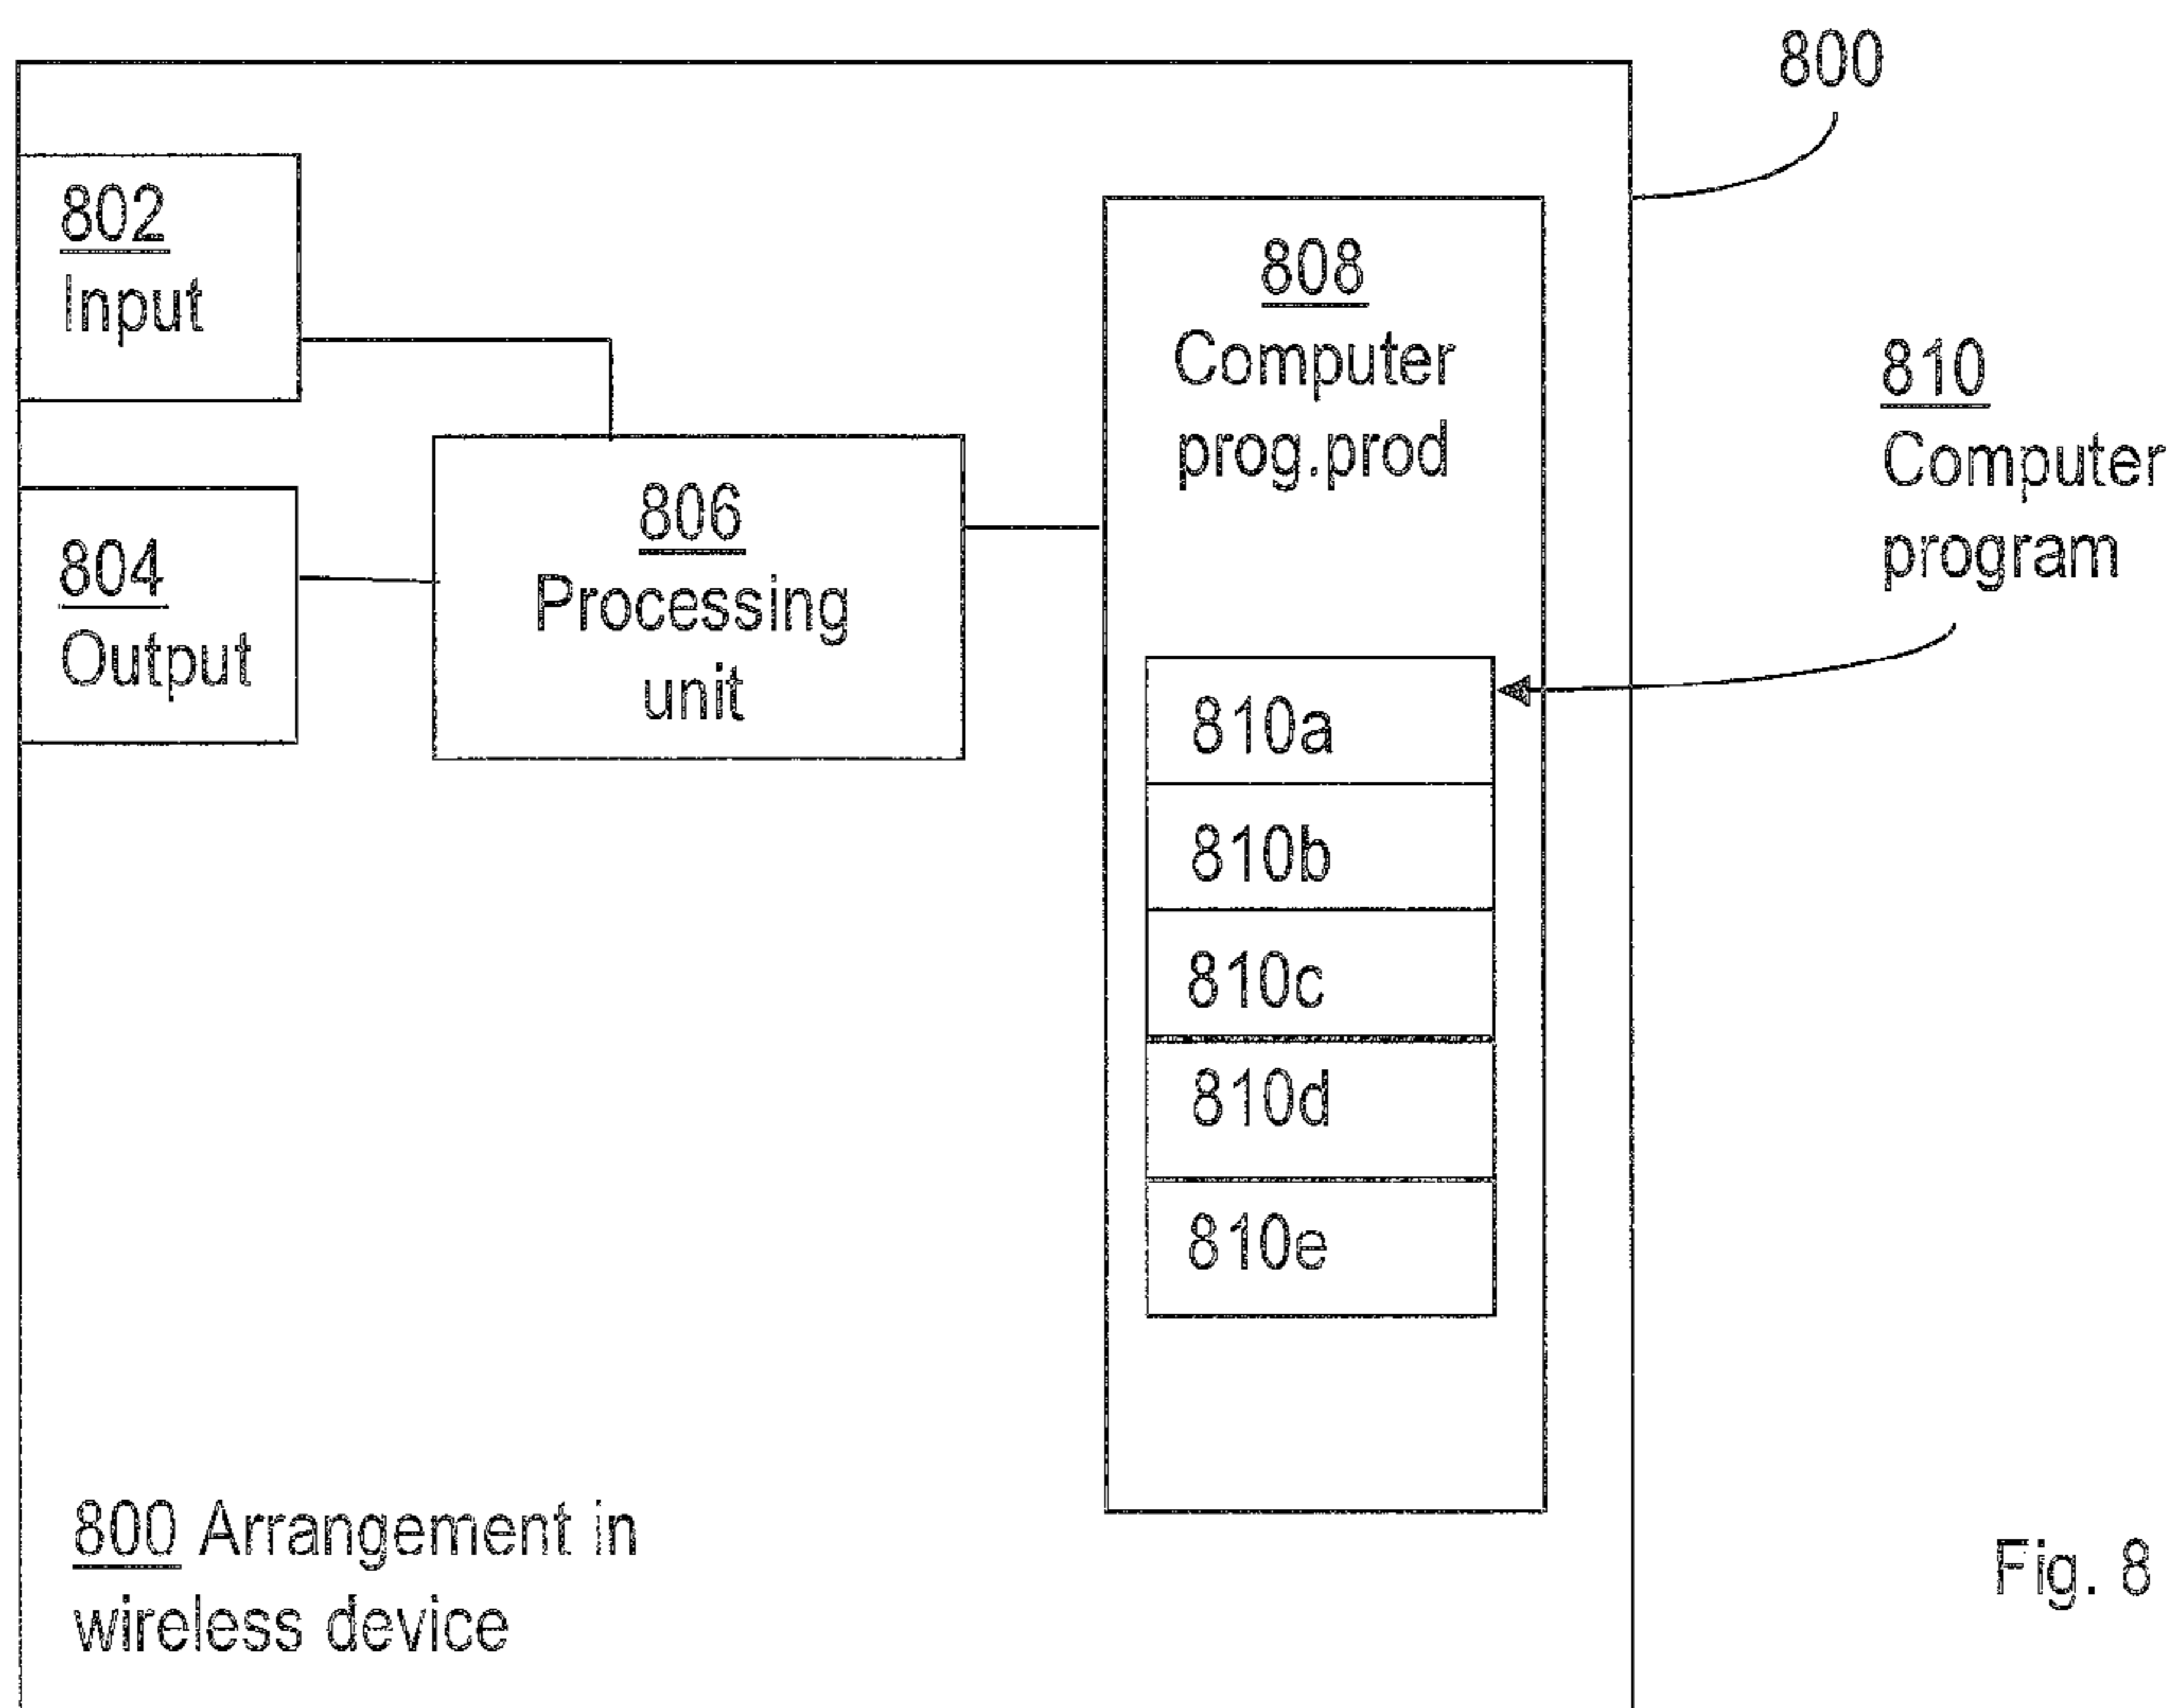 800
802
Input
804
Output
806
Processing
unit
808
Computer
prog.prod
810
Computer
program
810a
810b
810c
810d
810e
800 Arrangement in
wireless device
Fig. 8